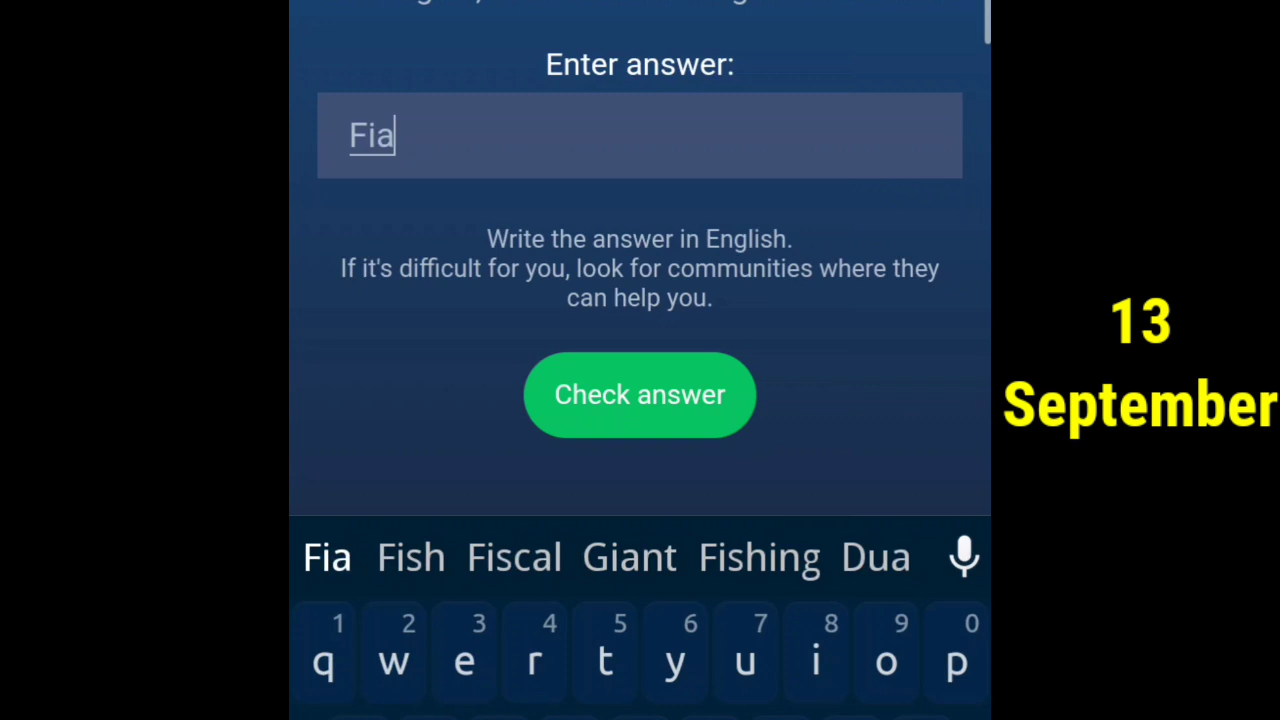 Enter answer:
Fia
Write the answer in English.
If it's difficult for you, look for communities where they
can help you.
Check answer
13
September
Fia Fish Fiscal Giant Fishing Dua
1 2 3 4 5 6 7 8 9 0
q w e r t y u i o p